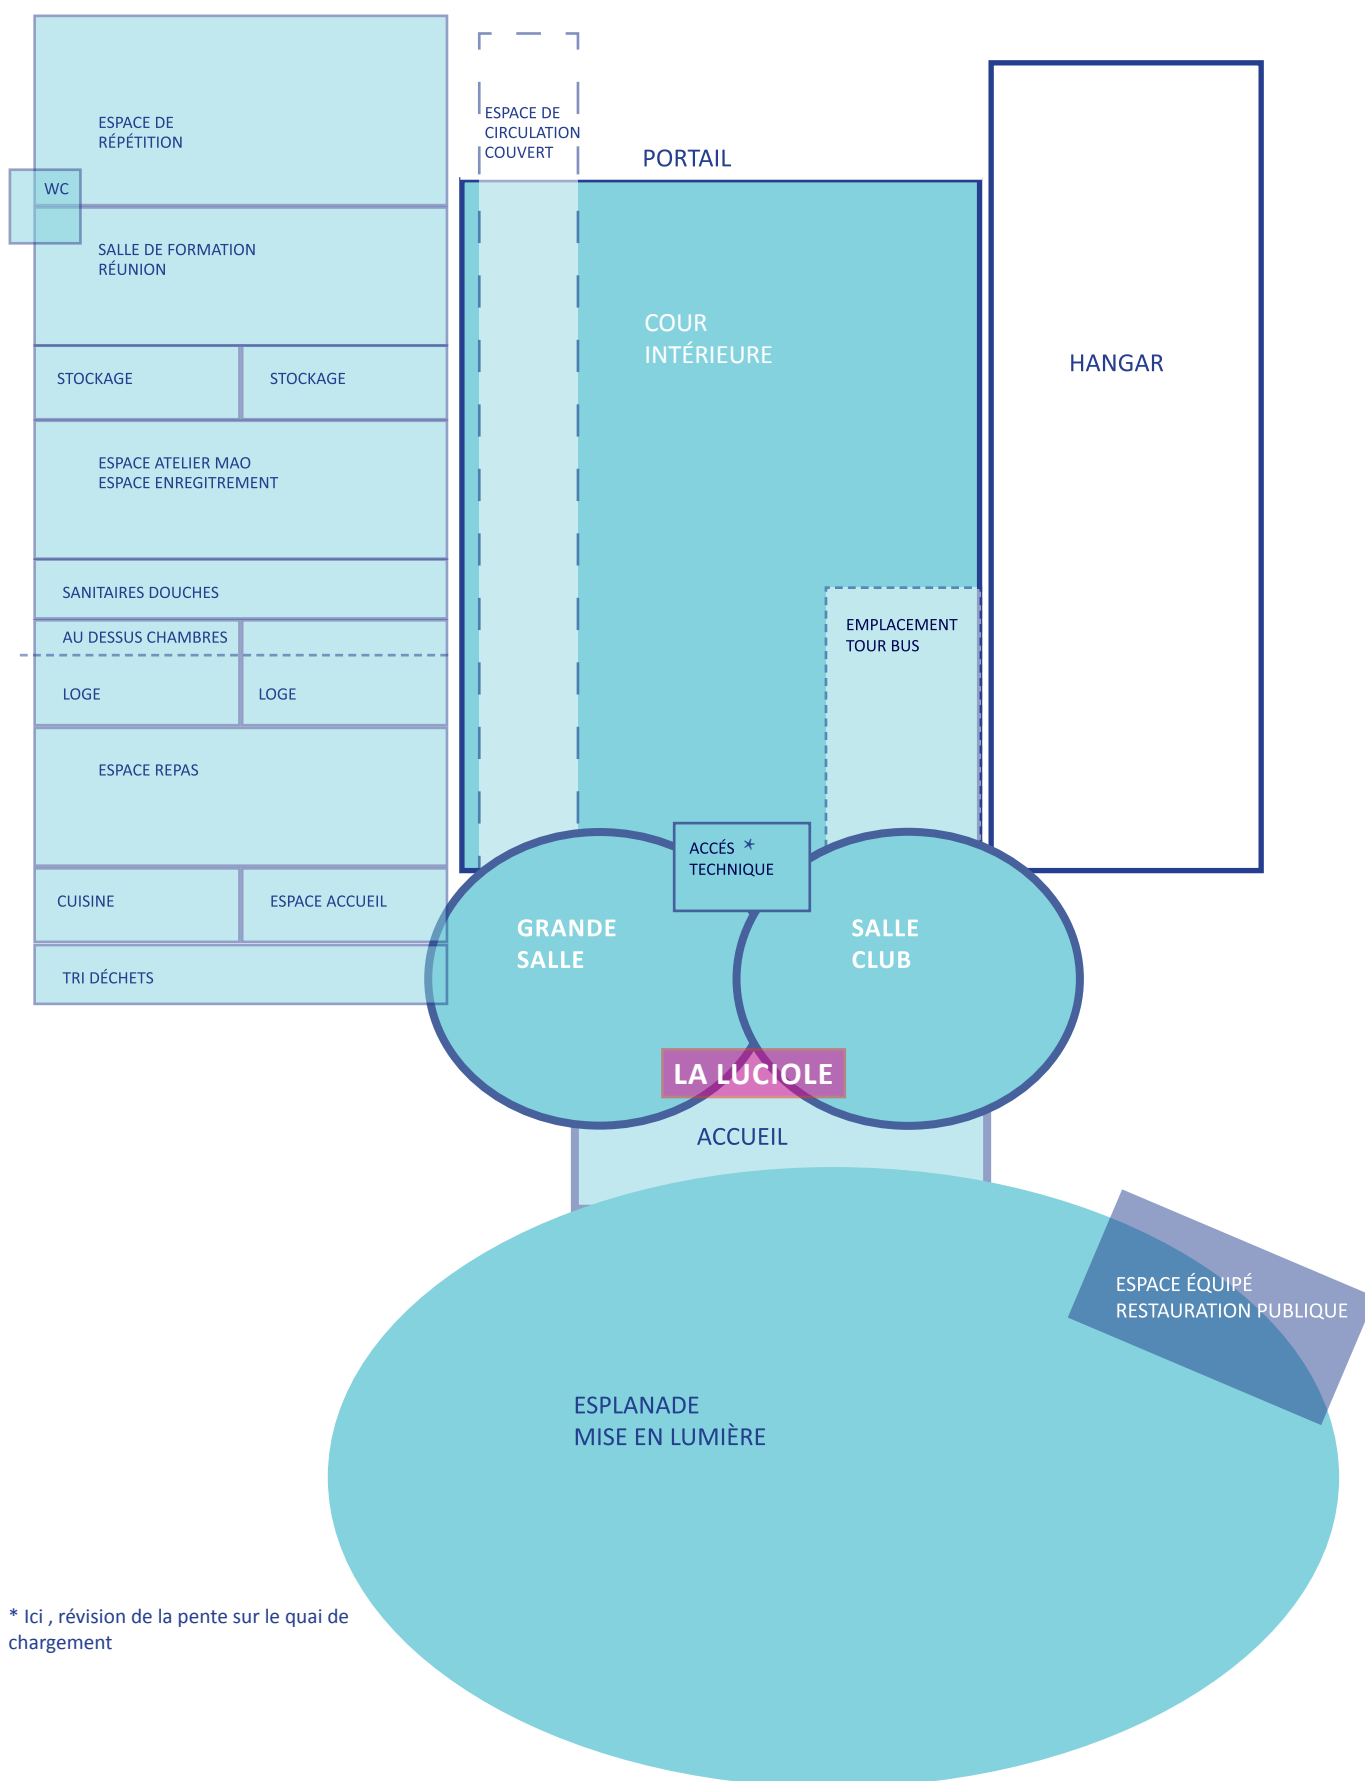 ESPACE DE
RÉPÉTITION
WC
SALLE DE FORMATION
RÉUNION
STOCKAGE
STOCKAGE
ESPACE ATELIER MAO
ESPACE ENREGITREMENT
SANITAIRES DOUCHES
AU DESSUS CHAMBRES
LOGE
LOGE
ESPACE REPAS
CUISINE
ESPACE ACCUEIL
TRI DÉCHETS
ESPACE DE
CIRCULATION
COUVERT
PORTAIL
COUR
INTÉRIEURE
HANGAR
EMPLACEMENT
TOUR BUS
ACCÉS *
TECHNIQUE
GRANDE
SALLE
SALLE
CLUB
LA LUCIOLE
ACCUEIL
ESPACE ÉQUIPÉ
RESTAURATION PUBLIQUE
ESPLANADE
MISE EN LUMIÈRE
* Ici , révision de la pente sur le quai de
chargement